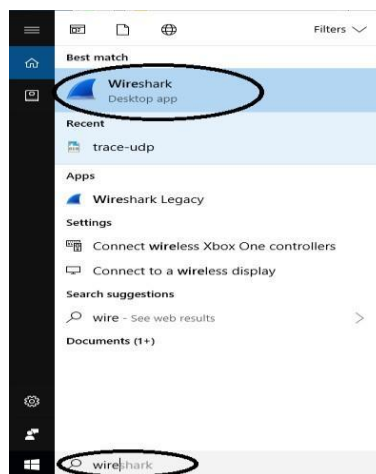 Filters
Best match
Wireshark
Desktop app
Recent
trace-udp
Apps
Wireshark Legacy
Settings
Connect wireless Xbox One controllers
Connect to a wireless display
Search suggestions
wire - See web results
Documents (1+)
wireshark